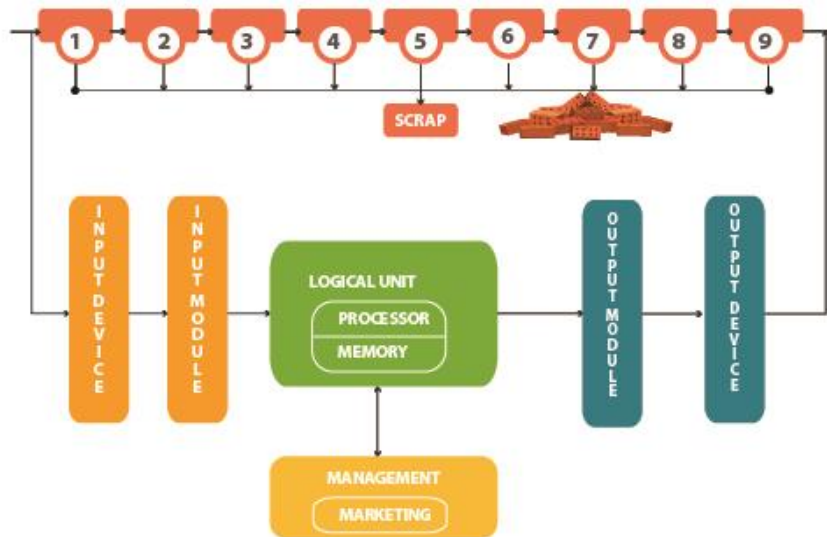 1 2 3 4 5 6 7 8 9
SCRAP
INPUT DEVICE
INPUT MODULE
LOGICAL UNIT
PROCESSOR
MEMORY
OUTPUT MODULE
OUTPUT DEVICE
MANAGEMENT
MARKETING